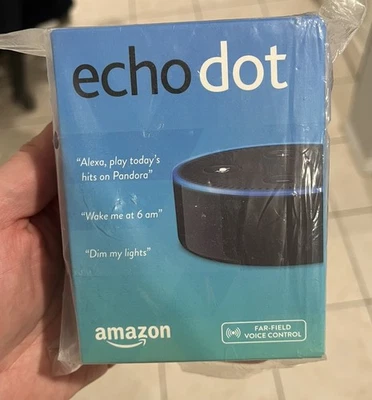 echo dot
"Alexa, play today's
hits on Pandora"
"Wake me at 6 am"
"Dim my lights"
amazon
FAR-FIELD
VOICE CONTROL